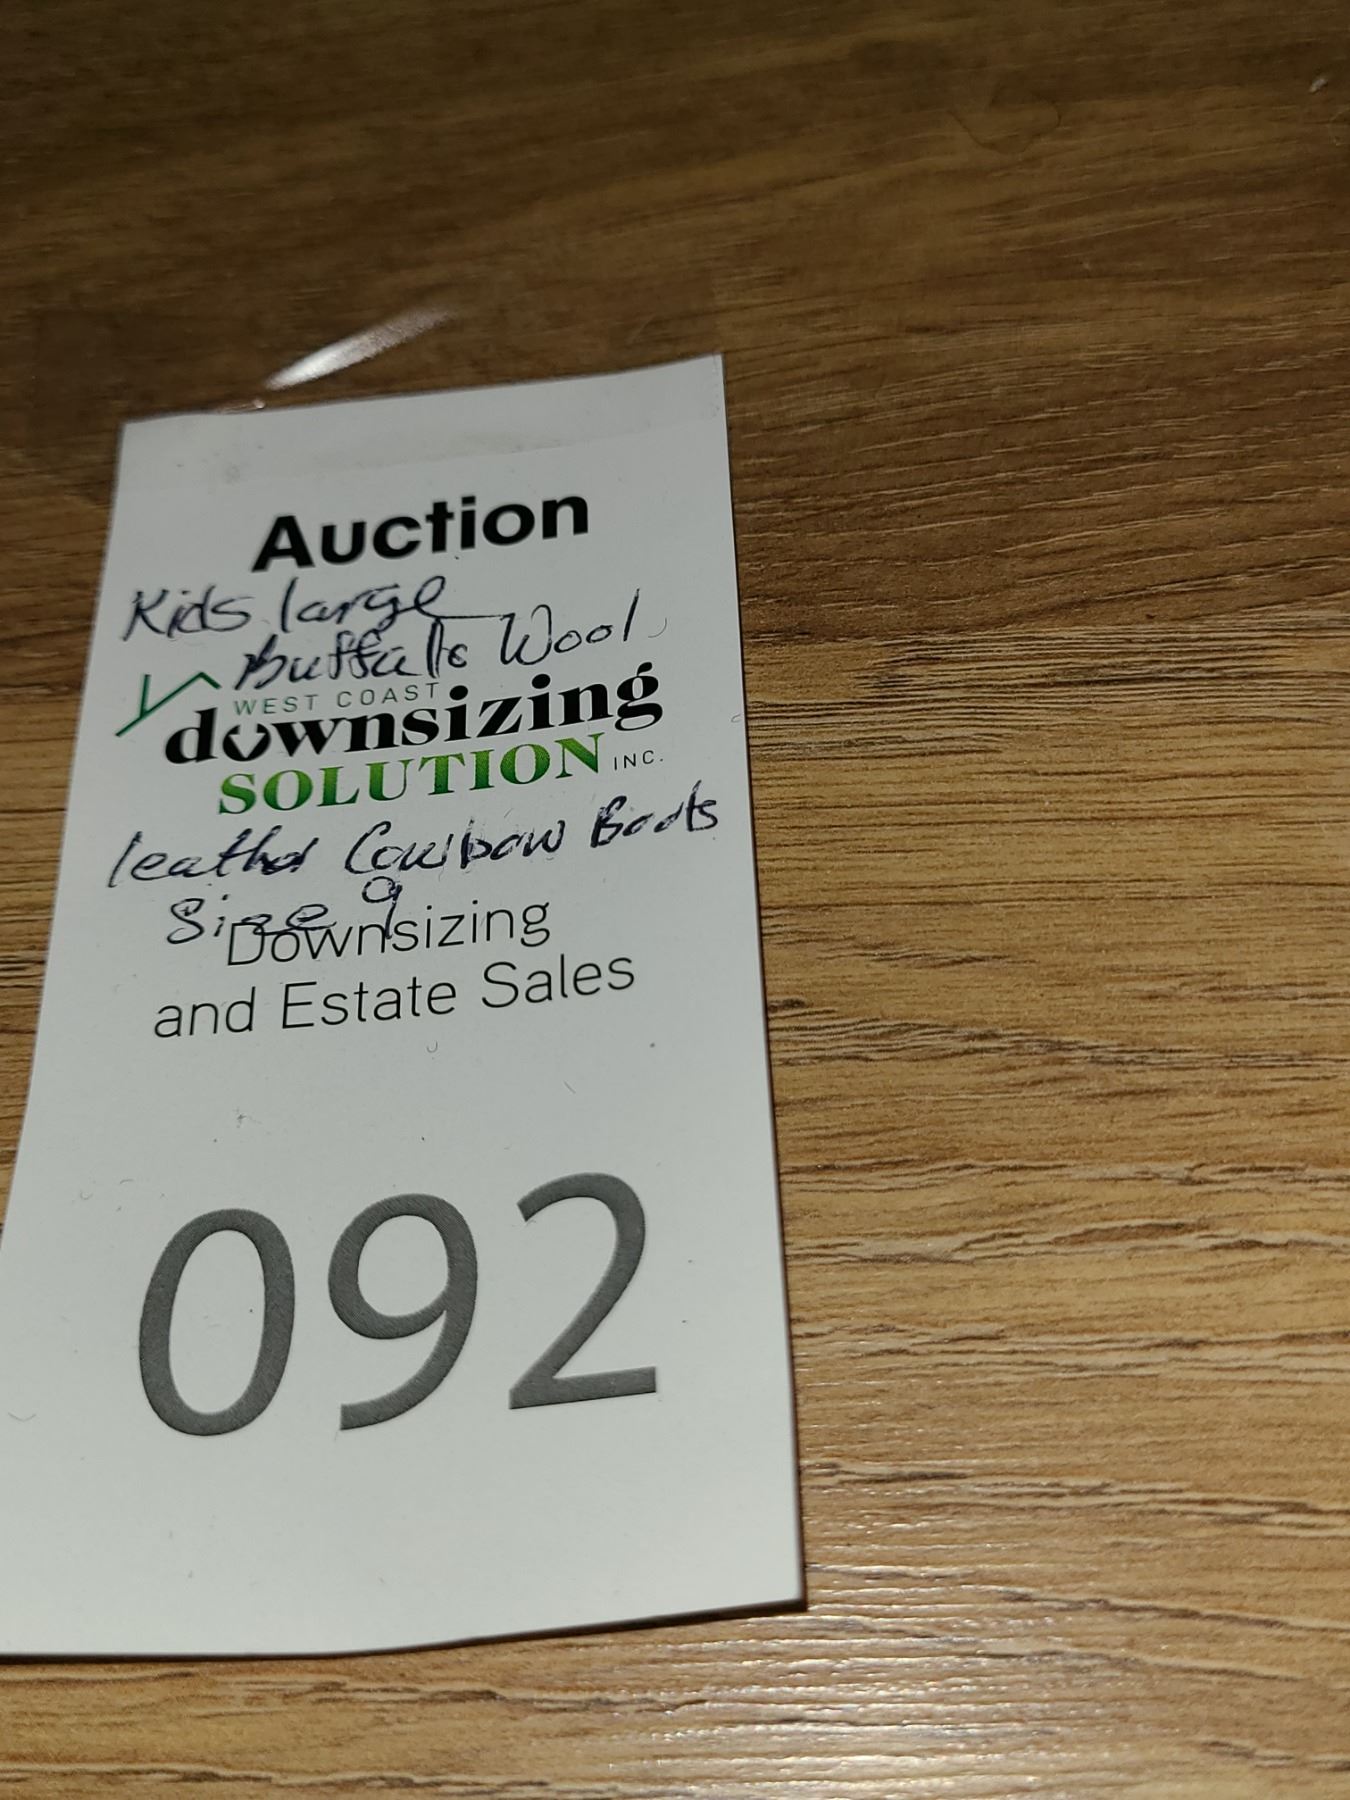 Auction
Kids large
Buffalo Wool
WEST COAST
downsizing
SOLUTION INC.
leather Cowbow Boots
Size 9
Downsizing
and Estate Sales
092